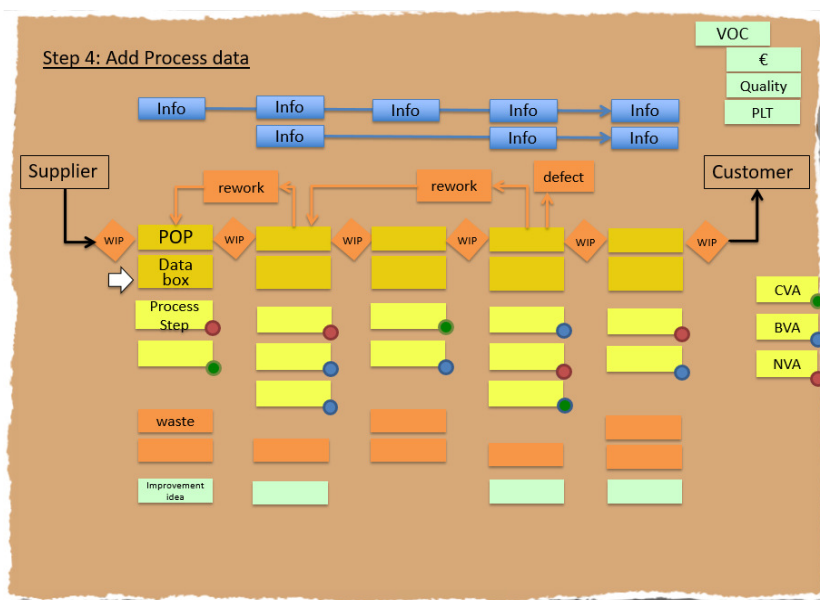 Step 4: Add Process data
VOC
€
Quality
PLT
Info
Info
Info
Info
Info
Info
Info
Info
Supplier
rework
rework
defect
Customer
WIP
POP
WIP
WIP
WIP
WIP
WIP
Data
box
Process
Step
CVA
BVA
NVA
waste
Improvement
idea